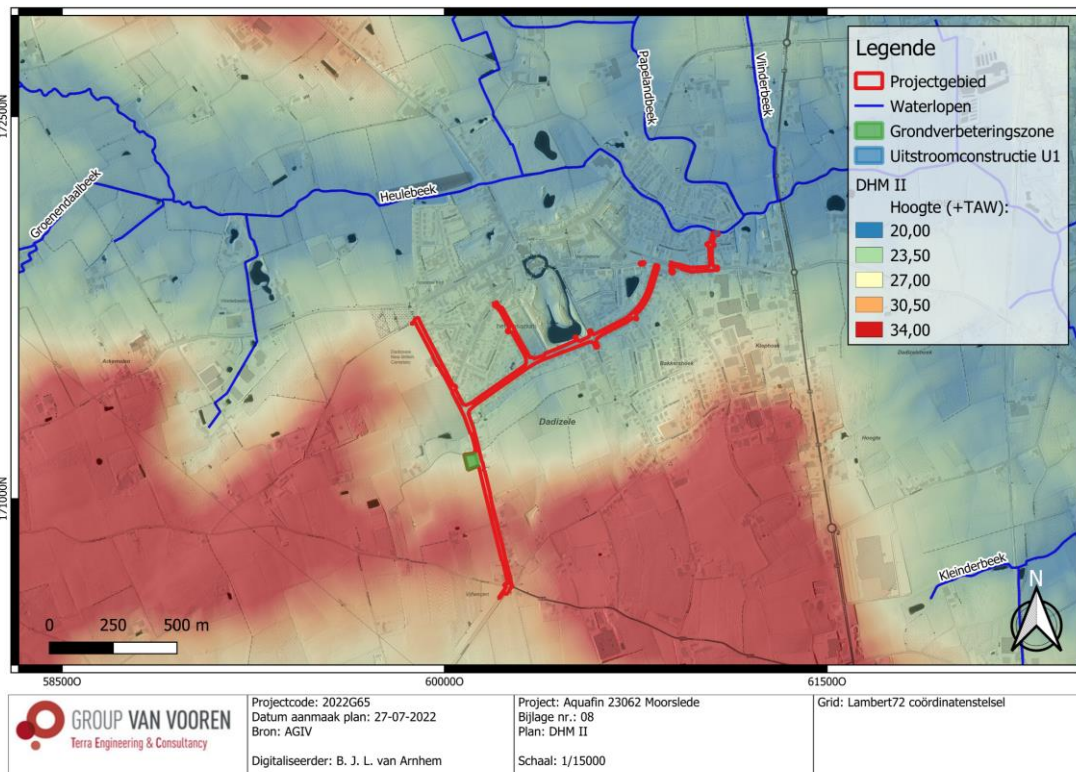 172500N
171000N
Groenendaalbeek
Heulebeek
Papelandbeek
Vlinderbeek
Kleinderbeek
Dadizele
Legende
Projectgebied
Waterlopen
Grondverbeteringszone
Uitstroomconstructie U1
DHM II
Hoogte (+TAW):
20,00
23,50
27,00
30,50
34,00
N
0 250 500 m
58500O
60000O
61500O
GROUP VAN VOOREN
Terra Engineering & Consultancy
Projectcode: 2022G65
Datum aanmaak plan: 27-07-2022
Bron: AGIV
Digitaliseerder: B. J. L. van Arnhem
Project: Aquafin 23062 Moorslede
Bijlage nr.: 08
Plan: DHM II
Schaal: 1/15000
Grid: Lambert72 coördinatenstelsel